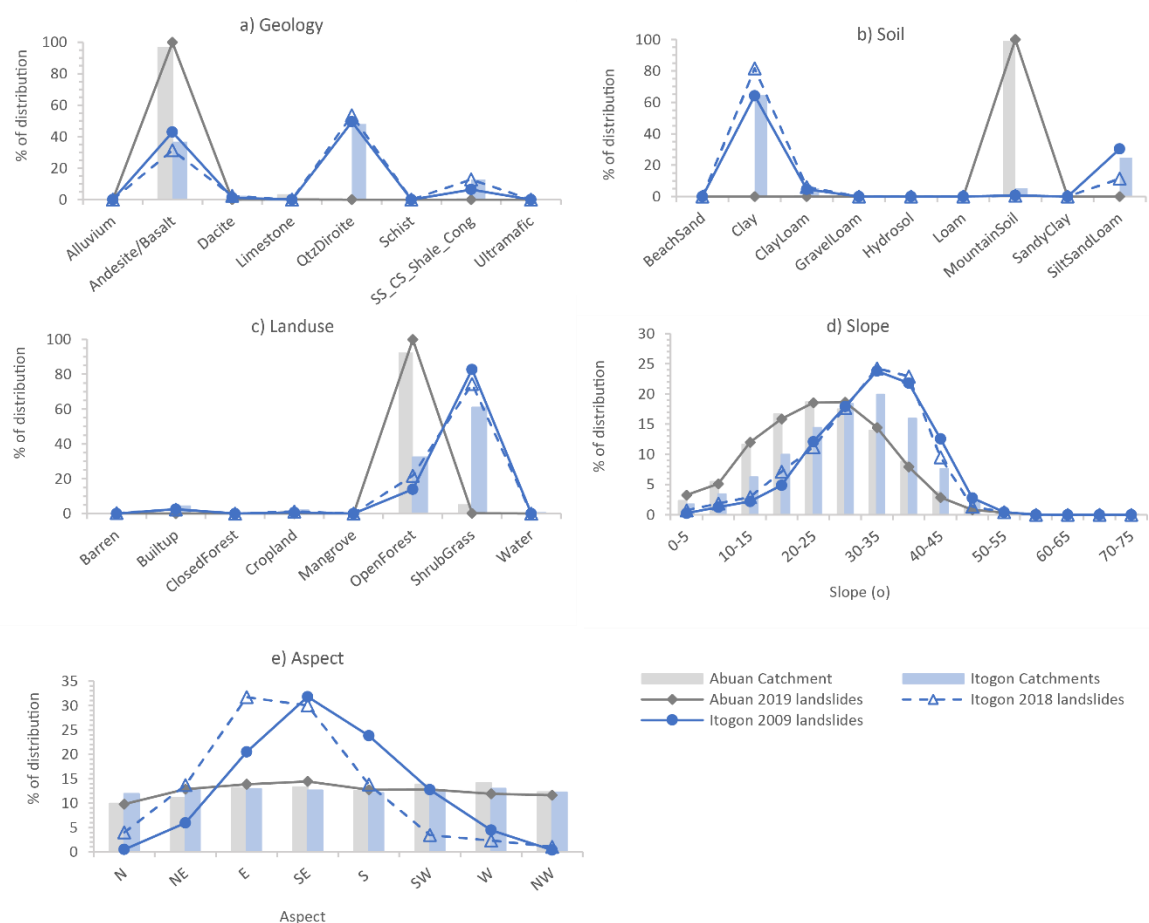 a) Geology
% of distribution
100
80
60
40
20
0
Alluvium
Andesite/Basalt
Dacite
Limestone
QtzDiroite
Schist
SS_CS_Shale_Cong
Ultramafic
b) Soil
% of distribution
100
80
60
40
20
0
BeachSand
Clay
ClayLoam
GravelLoam
Hydrosol
Loam
MountainSoil
SandyClay
SiltSandLoam
c) Landuse
% of distribution
100
80
60
40
20
0
Barren
Builtup
ClosedForest
Cropland
Mangrove
OpenForest
ShrubGrass
Water
d) Slope
% of distribution
30
25
20
15
10
5
0
0-5
10-15
20-25
30-35
40-45
50-55
60-65
70-75
Slope (o)
e) Aspect
% of distribution
35
30
25
20
15
10
5
0
N
NE
E
SE
S
SW
W
NW
Aspect
Abuan Catchment
Itogon Catchments
Abuan 2019 landslides
Itogon 2018 landslides
Itogon 2009 landslides